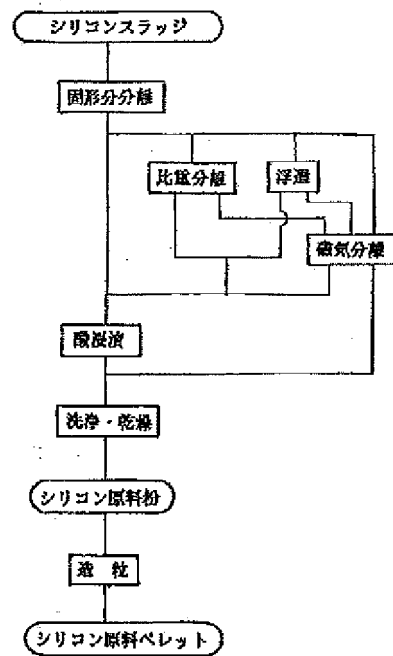 シリコンスラッジ
固形分分離
比重分離
浮選
磁気分離
酸浸漬
洗浄・乾燥
シリコン原料粉
造 粒
シリコン原料ペレット